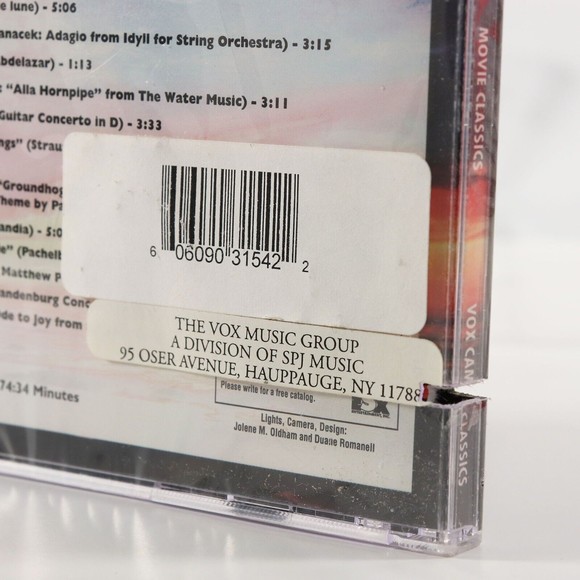 e lune) - 5:06
anacek: Adagio from Idyll for String Orchestra) - 3:15
bdelazar) - 1:13
: "Alla Hornpipe" from The Water Music) - 3:11
Guitar Concerto in D) - 3:33
ngs" (Strau
"Groundhog
heme by Pa
andia) - 5:0
e" (Pachelb
Matthew P
andenburg Conc
de to Joy from
74:34 Minutes
6 06090 31542 2
THE VOX MUSIC GROUP
A DIVISION OF SPJ MUSIC
95 OSER AVENUE, HAUPPAUGE, NY 11788
Please write for a free catalog.
Lights, Camera, Design:
Jolene M. Oldham and Duane Romanell
MOVIE CLASSICS
VOX CAM
CLASSICS